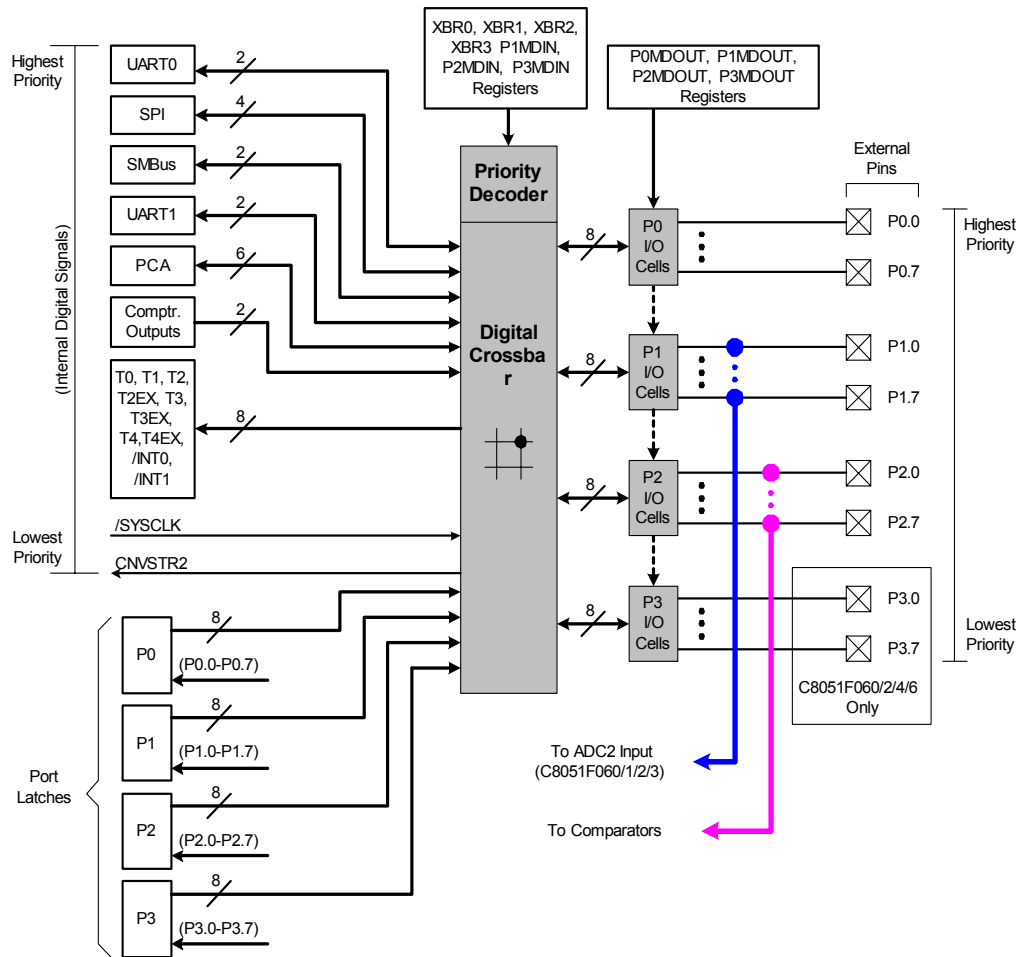 XBR0, XBR1, XBR2,
XBR3 P1MDIN,
P2MDIN, P3MDIN
Registers
P0MDOUT, P1MDOUT,
P2MDOUT, P3MDOUT
Registers
Highest
Priority
(Internal Digital Signals)
Lowest
Priority
UART0
2
SPI
4
SMBus
2
UART1
2
PCA
6
Comptr.
Outputs
2
T0, T1, T2,
T2EX, T3,
T3EX,
T4,T4EX,
/INT0,
/INT1
8
/SYSCLK
CNVSTR2
Priority
Decoder
Digital
Crossba
r
8
P0
I/O
Cells
8
P1
I/O
Cells
8
P2
I/O
Cells
8
P3
I/O
Cells
External
Pins
P0.0
P0.7
P1.0
P1.7
P2.0
P2.7
P3.0
P3.7
C8051F060/2/4/6
Only
Highest
Priority
Lowest
Priority
Port
Latches
P0
8
(P0.0-P0.7)
P1
8
(P1.0-P1.7)
P2
8
(P2.0-P2.7)
P3
8
(P3.0-P3.7)
To ADC2 Input
(C8051F060/1/2/3)
To Comparators